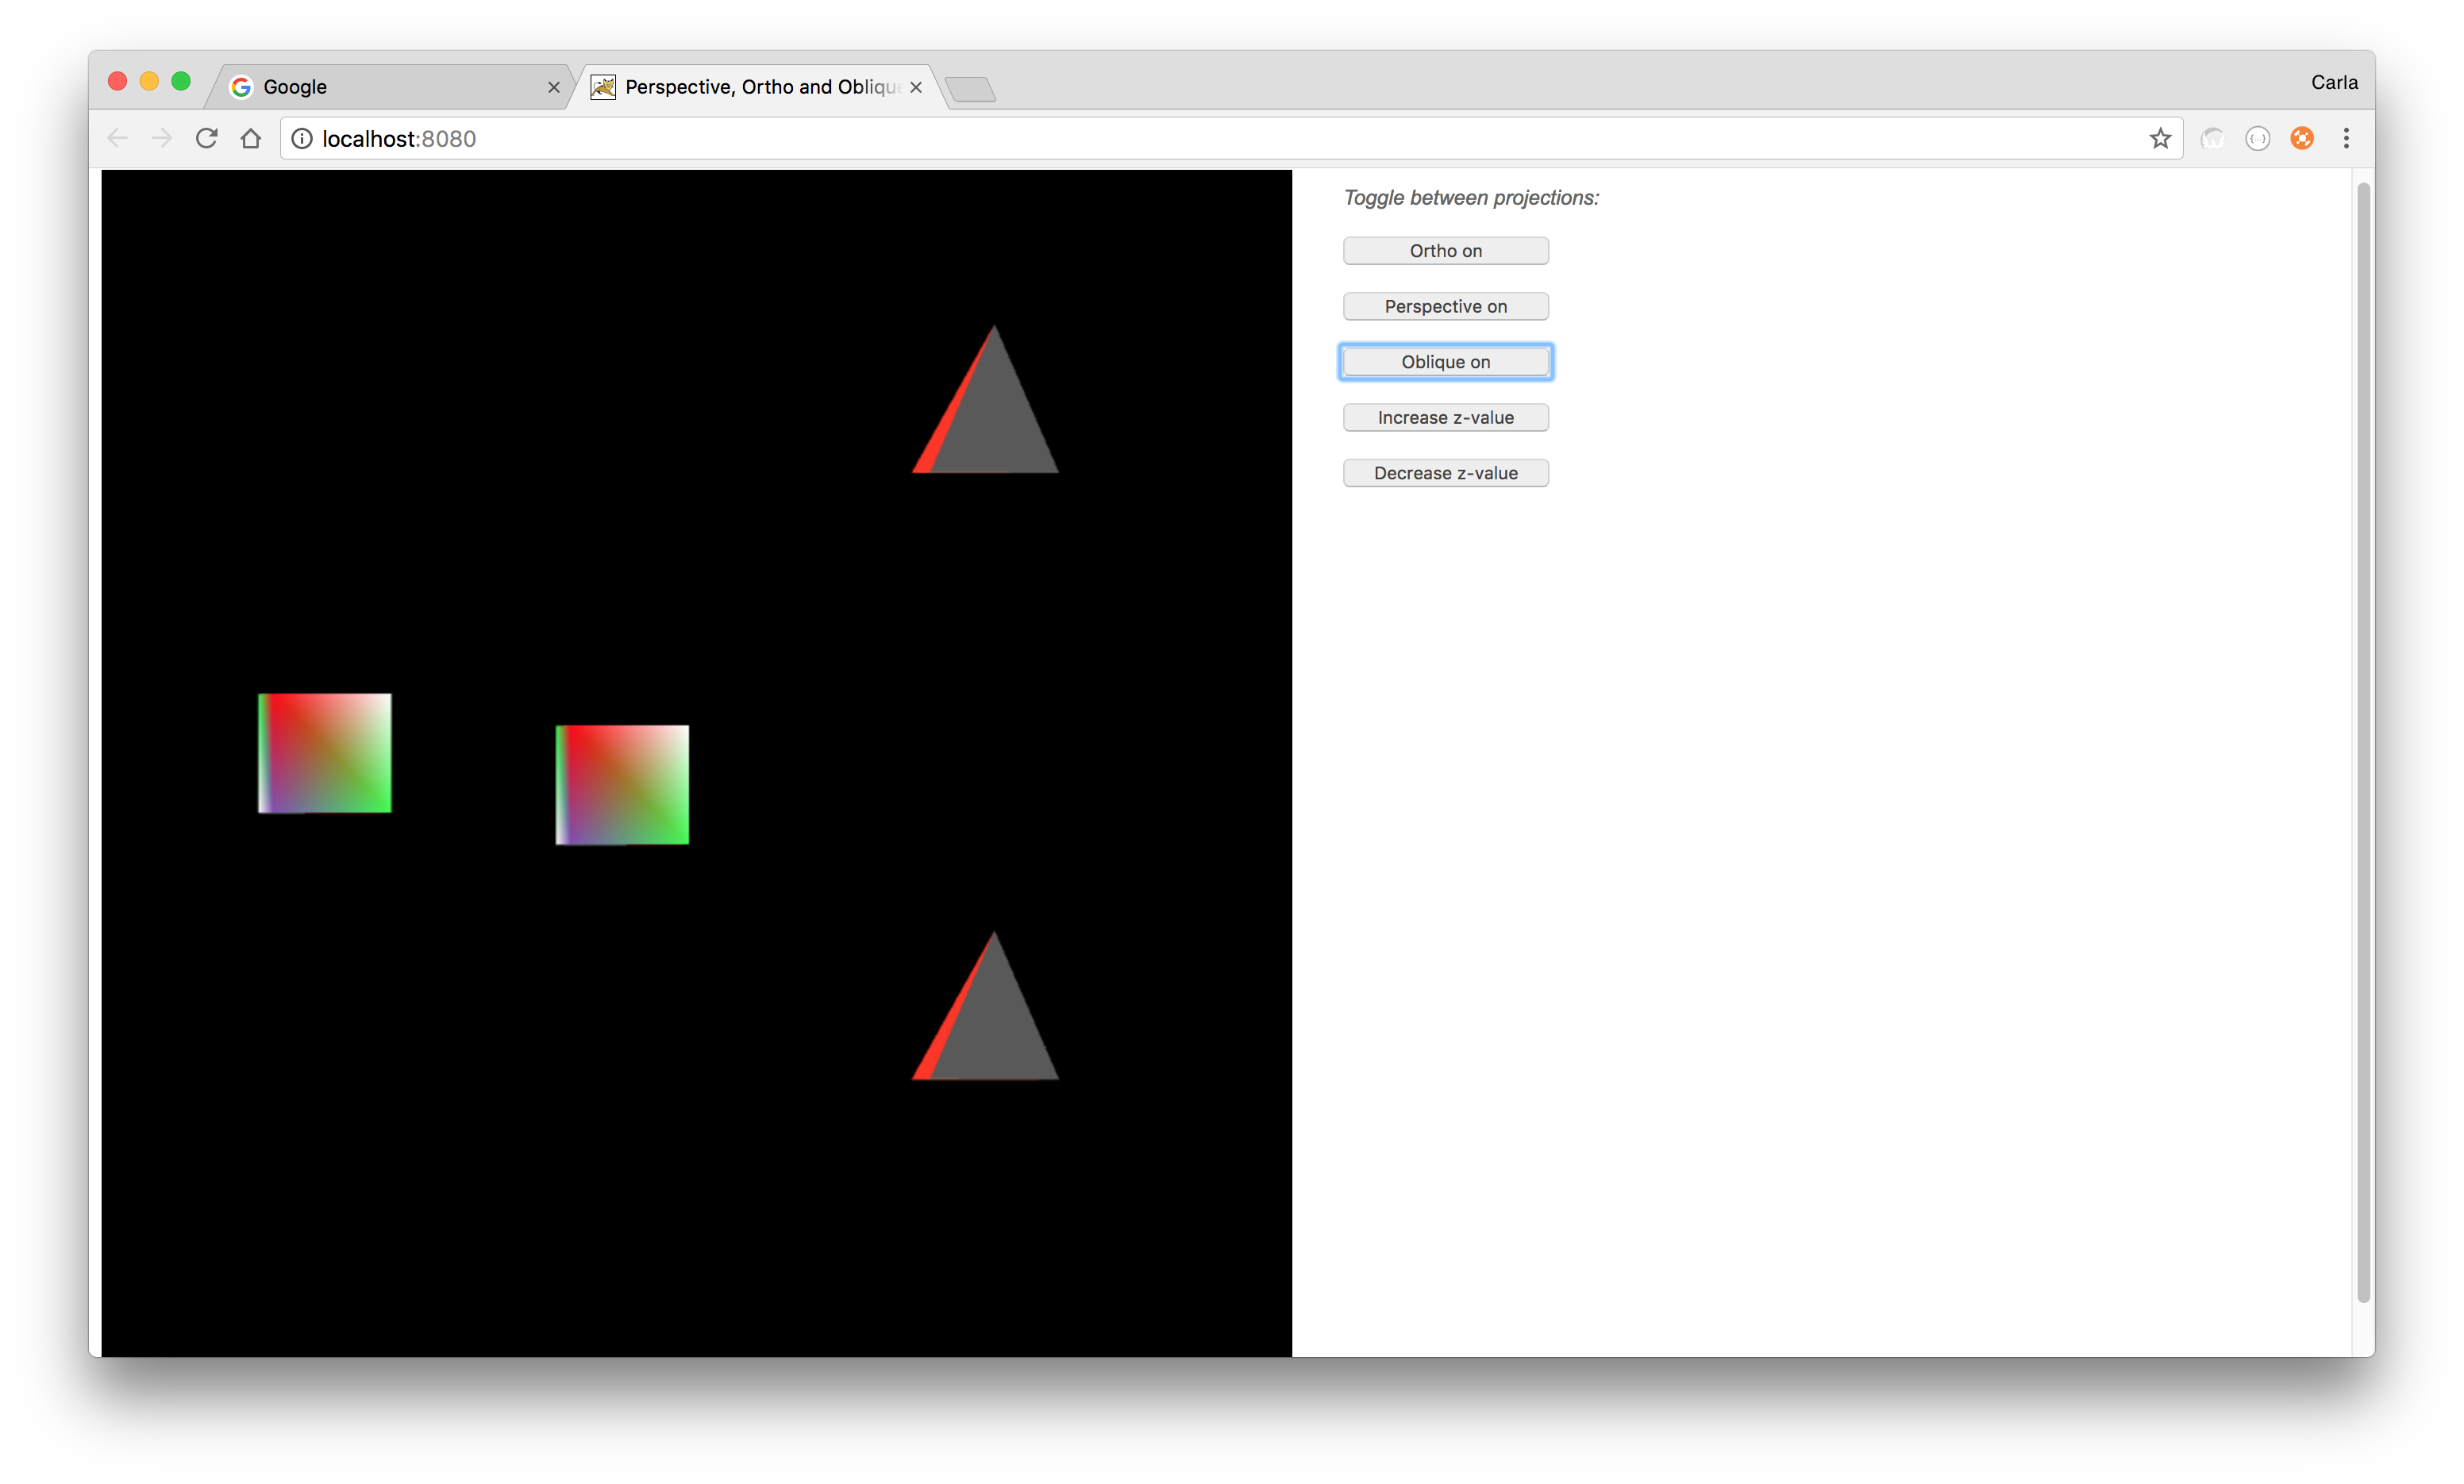 Google
Perspective, Ortho and Oblique
Carla
localhost:8080
Toggle between projections:
Ortho on
Perspective on
Oblique on
Increase z-value
Decrease z-value